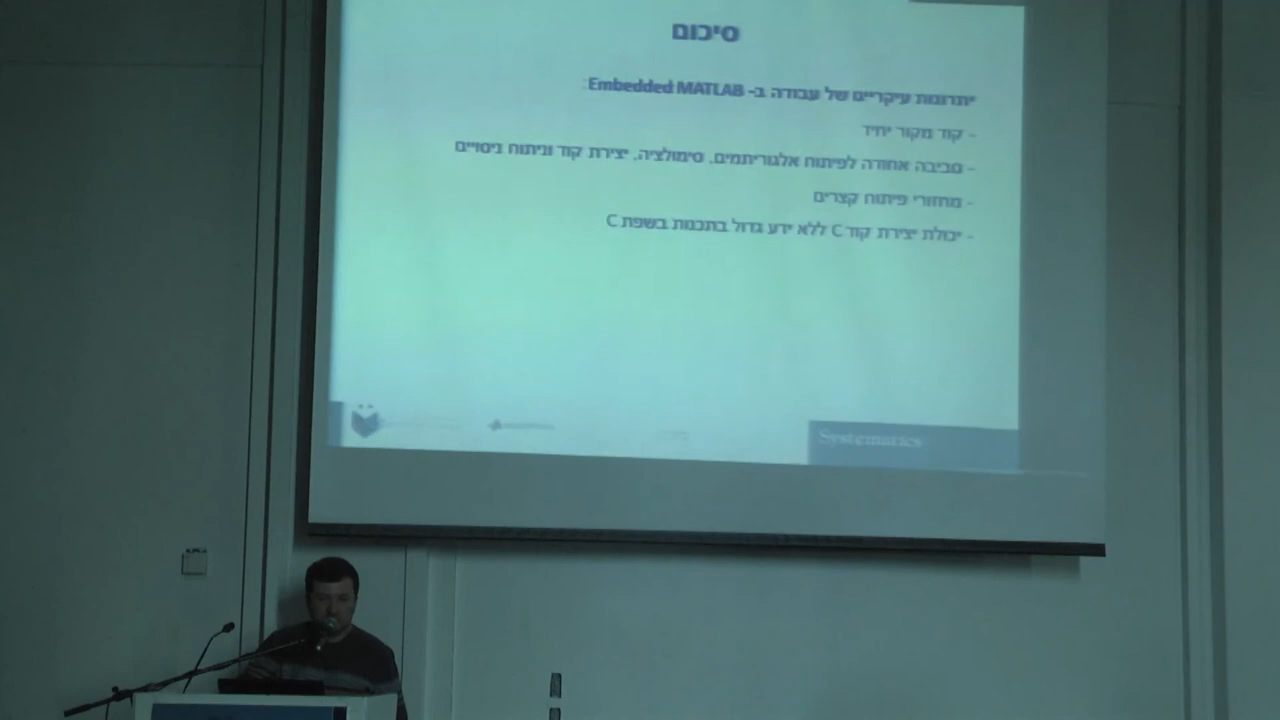 סיכום
יתרונות עיקריים של עבודה ב- Embedded MATLAB:
- קוד מקור יחיד
- סביבה אחודה לפיתוח אלגוריתמים, סימולציה, יצירת קוד וניתוח ניסויים
- מחזורי פיתוח קצרים
- יכולת יצירת קוד C ללא ידע גדול בתכנות בשפת C
Systematics